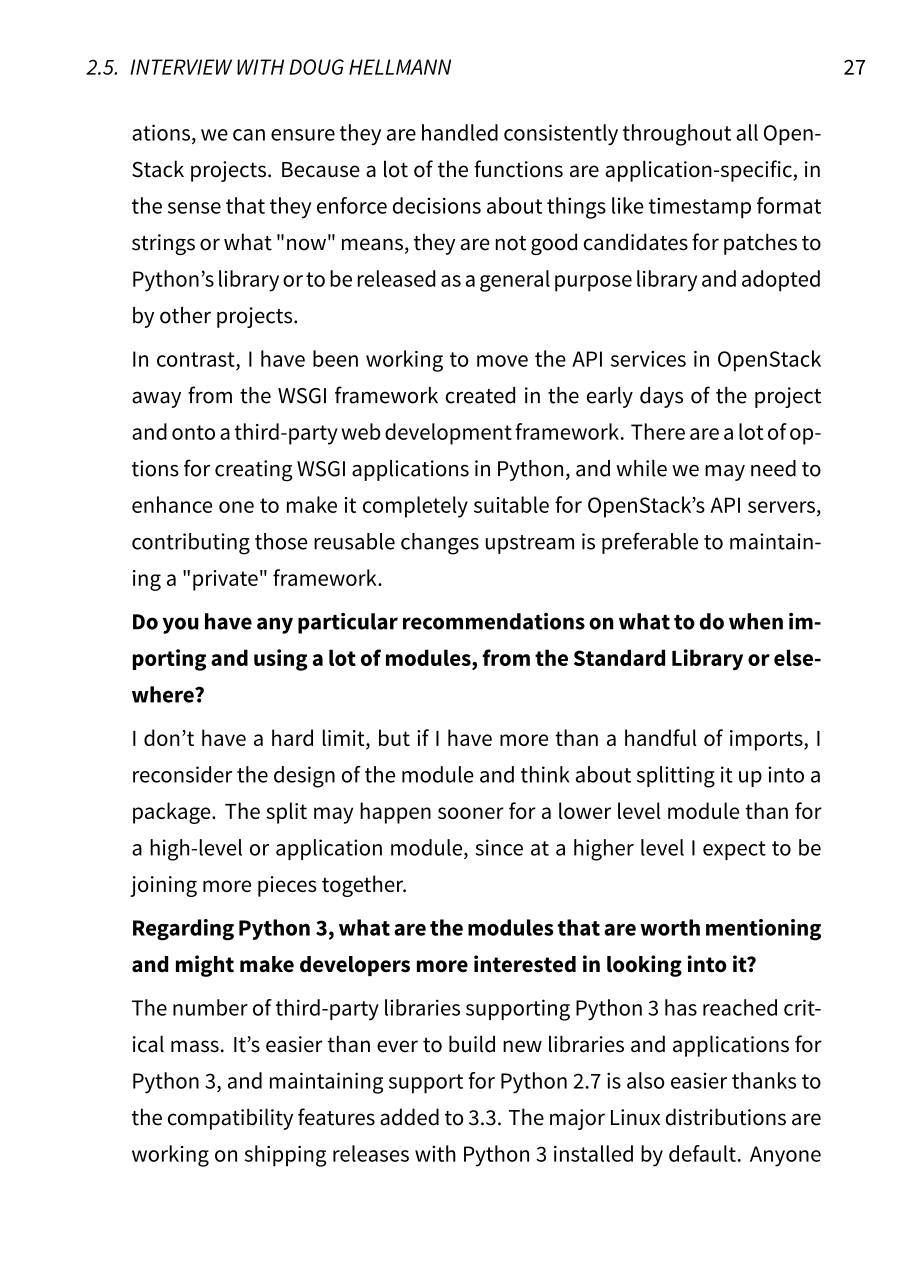 2.5. INTERVIEW WITH DOUG HELLMANN 27
ations, we can ensure they are handled consistently throughout all Open-
Stack projects. Because a lot of the functions are application-specific, in
the sense that they enforce decisions about things like timestamp format
strings or what "now" means, they are not good candidates for patches to
Python’s library or to be released as a general purpose library and adopted
by other projects.
In contrast, I have been working to move the API services in OpenStack
away from the WSGI framework created in the early days of the project
and onto a third-party web development framework. There are a lot of op-
tions for creating WSGI applications in Python, and while we may need to
enhance one to make it completely suitable for OpenStack’s API servers,
contributing those reusable changes upstream is preferable to maintain-
ing a "private" framework.
Do you have any particular recommendations on what to do when im-
porting and using a lot of modules, from the Standard Library or else-
where?
I don’t have a hard limit, but if I have more than a handful of imports, I
reconsider the design of the module and think about splitting it up into a
package. The split may happen sooner for a lower level module than for
a high-level or application module, since at a higher level I expect to be
joining more pieces together.
Regarding Python 3, what are the modules that are worth mentioning
and might make developers more interested in looking into it?
The number of third-party libraries supporting Python 3 has reached crit-
ical mass. It’s easier than ever to build new libraries and applications for
Python 3, and maintaining support for Python 2.7 is also easier thanks to
the compatibility features added to 3.3. The major Linux distributions are
working on shipping releases with Python 3 installed by default. Anyone